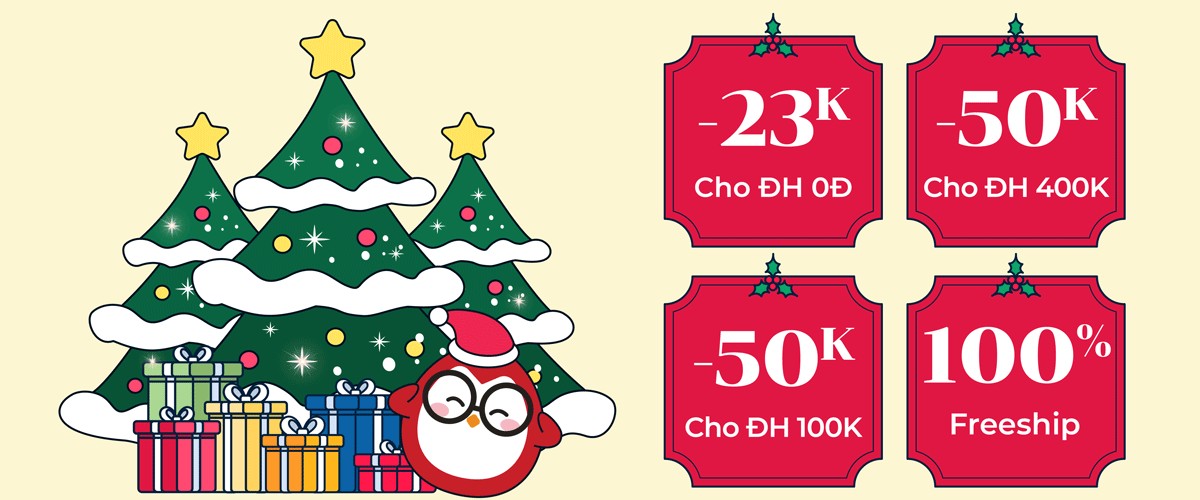 -23K
Cho ĐH 0Đ
-50K
Cho ĐH 400K
-50K
Cho ĐH 100K
100%
Freeship